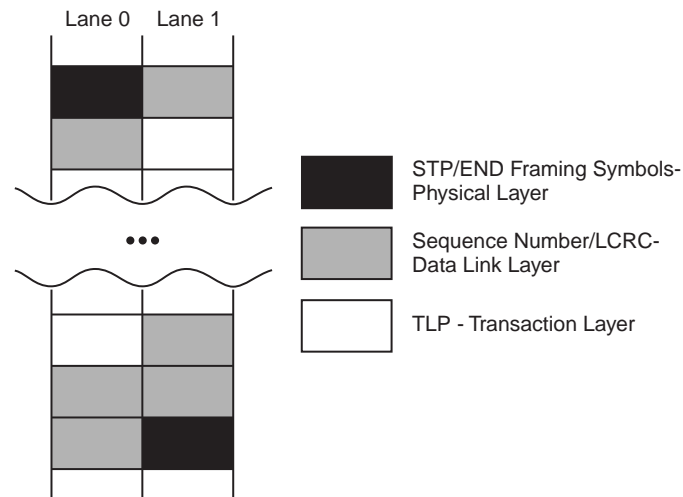 Lane 0 Lane 1
STP/END Framing Symbols-
Physical Layer
•••
Sequence Number/LCRC-
Data Link Layer
TLP - Transaction Layer